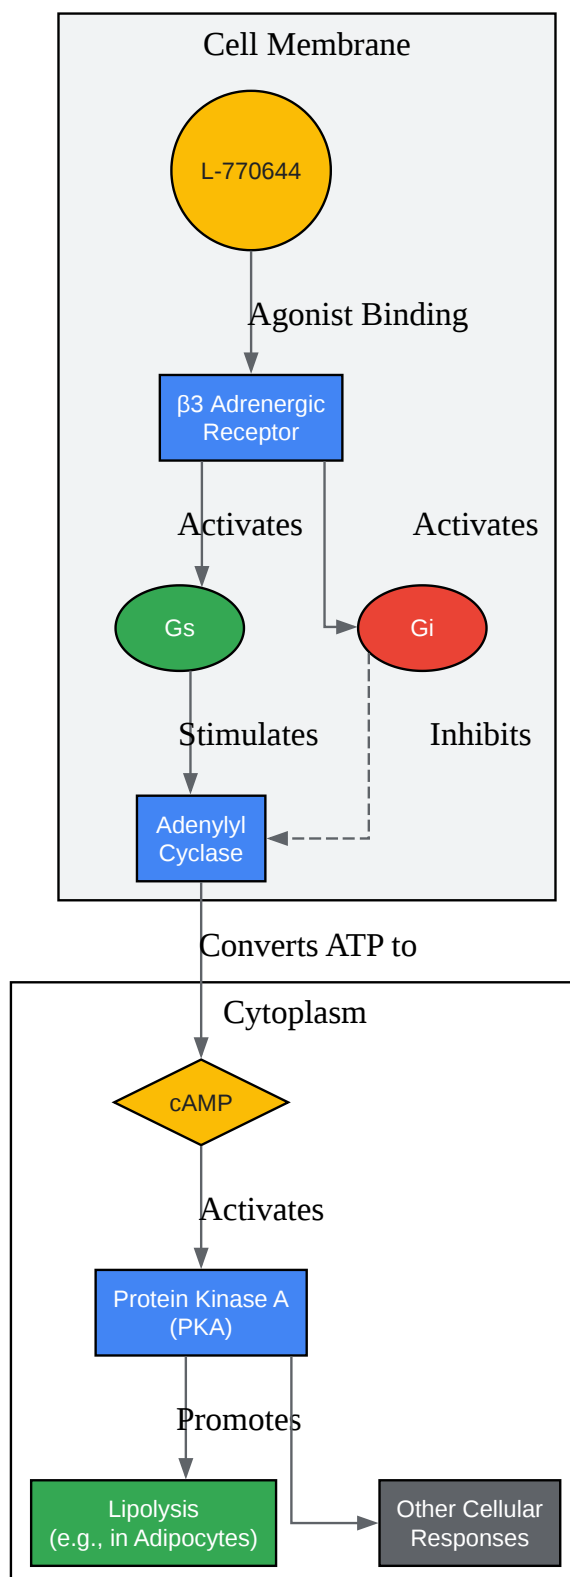 Cell Membrane
L-770644
Agonist Binding
β3 Adrenergic
Receptor
Activates
Activates
Gs
Gi
Stimulates
Inhibits
Adenylyl
Cyclase
Converts ATP to
Cytoplasm
cAMP
Activates
Protein Kinase A
(PKA)
Promotes
Lipolysis
(e.g., in Adipocytes)
Other Cellular
Responses